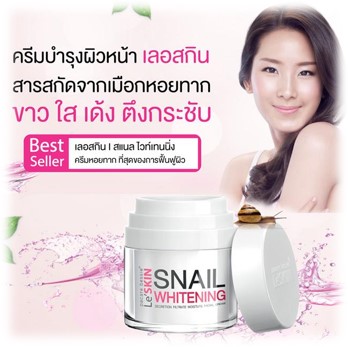 ครีมบำรุงผิวหน้า เลอสกิน
สารสกัดจากเมือกหอยทาก
ขาว ใส เด้ง ตึงกระชับ
Best
Seller
เลอสกิน | สแนล ไวท์เทนนิ่ง
ครีมหอยทาก ที่สุดของการฟื้นฟูผิว
Le'SKIN
SNAIL
WHITENING